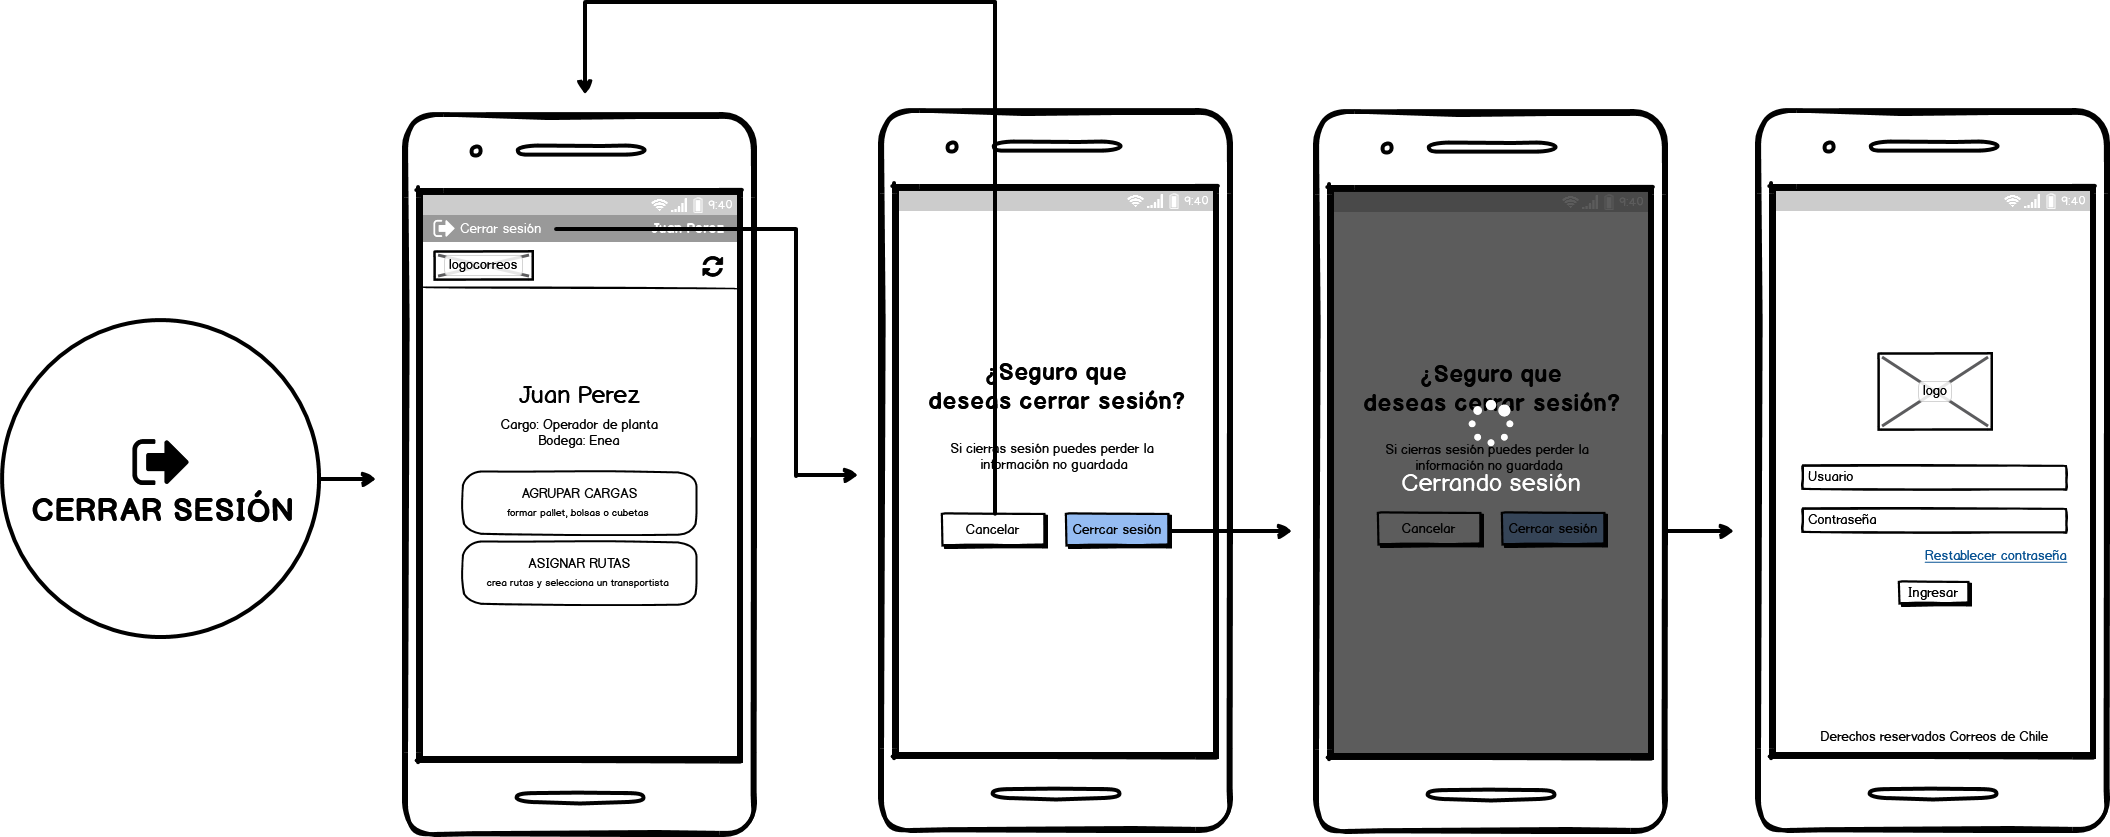 CERRAR SESIÓN
9:40
Cerrar sesión
Juan Perez
logocorreos
Juan Perez
Cargo: Operador de planta
Bodega: Enea
AGRUPAR CARGAS
formar pallet, bolsas o cubetas
ASIGNAR RUTAS
crea rutas y selecciona un transportista
9:40
¿Seguro que
deseas cerrar sesión?
Si cierras sesión puedes perder la
información no guardada
Cancelar
Cerrcar sesión
9:40
¿Seguro que
deseas cerrar sesión?
Si cierras sesión puedes perder la
información no guardada
Cerrando sesión
Cancelar
Cerrcar sesión
9:40
logo
Usuario
Contraseña
Restablecer contraseña
Ingresar
Derechos reservados Correos de Chile